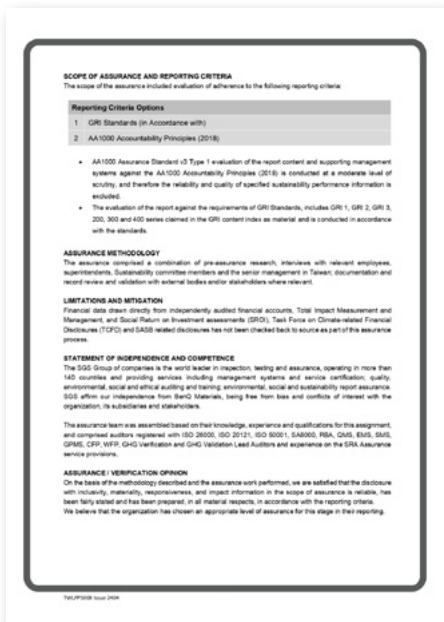 SCOPE OF ASSURANCE AND REPORTING CRITERIA
The scope of the assurance included evaluation of adherence to the following reporting criteria:
Reporting Criteria Options
1 GRI Standards (In Accordance with)
2 AA1000 Accountability Principles (2018)
• AA1000 Assurance Standard v3 Type 1 evaluation of the report content and supporting management
systems against the AA1000 Accountability Principles (2018) is conducted at a moderate level of
scrutiny, and therefore the reliability and quality of specified sustainability performance information is
excluded.
• The evaluation of the report against the requirements of GRI Standards, includes GRI 1, GRI 2, GRI 3,
200, 300 and 400 series claimed in the GRI content index as material and is conducted in accordance
with the standards.
ASSURANCE METHODOLOGY
The assurance comprised a combination of pre-assurance research, interviews with relevant employees,
superintendents, Sustainability committee members and the senior management in Taiwan; documentation and
record review and validation with external bodies and/or stakeholders where relevant.
LIMITATIONS AND MITIGATION
Financial data drawn directly from independently audited financial accounts, Total Impact Measurement and
Management, and Social Return on Investment assessments (SROI), Task Force on Climate-related Financial
Disclosures (TCFD) and SASB related disclosures has not been checked back to source as part of this assurance
process.
STATEMENT OF INDEPENDENCE AND COMPETENCE
The SGS Group of companies is the world leader in inspection, testing and assurance, operating in more than
140 countries and providing services including management systems and service certification; quality,
environmental, social and ethical auditing and training; environmental, social and sustainability report assurance.
SGS affirm our independence from BenQ Materials, being free from bias and conflicts of interest with the
organization, its subsidiaries and stakeholders.
The assurance team was assembled based on their knowledge, experience and qualifications for this assignment,
and comprised auditors registered with ISO 26000, ISO 20121, ISO 50001, SA8000, RBA, QMS, EMS, SMS,
GPMS, CFP, WFP, GHG Verification and GHG Validation Lead Auditors and experience on the SRA Assurance
service provisions.
ASSURANCE / VERIFICATION OPINION
On the basis of the methodology described and the assurance work performed, we are satisfied that the disclosure
with inclusivity, materiality, responsiveness, and impact information in the scope of assurance is reliable, has
been fairly stated and has been prepared, in all material respects, in accordance with the reporting criteria.
We believe that the organization has chosen an appropriate level of assurance for this stage in their reporting.
Issue 2404